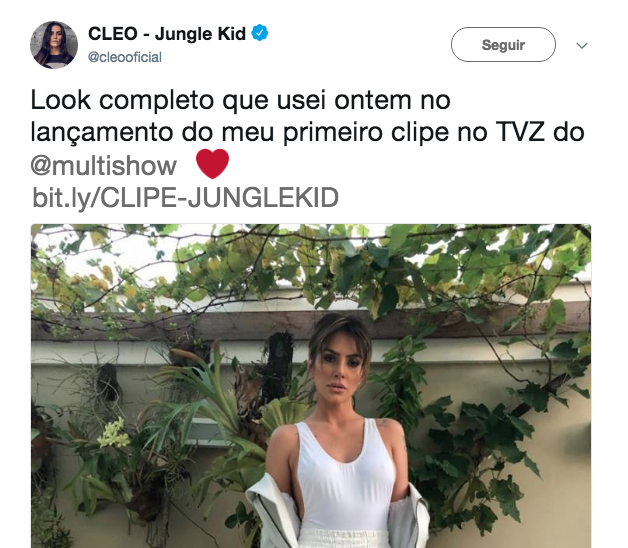 CLEO - Jungle Kid
@cleooficial
Seguir
Look completo que usei ontem no
lançamento do meu primeiro clipe no TVZ do
@multishow ❤
bit.ly/CLIPE-JUNGLEKID